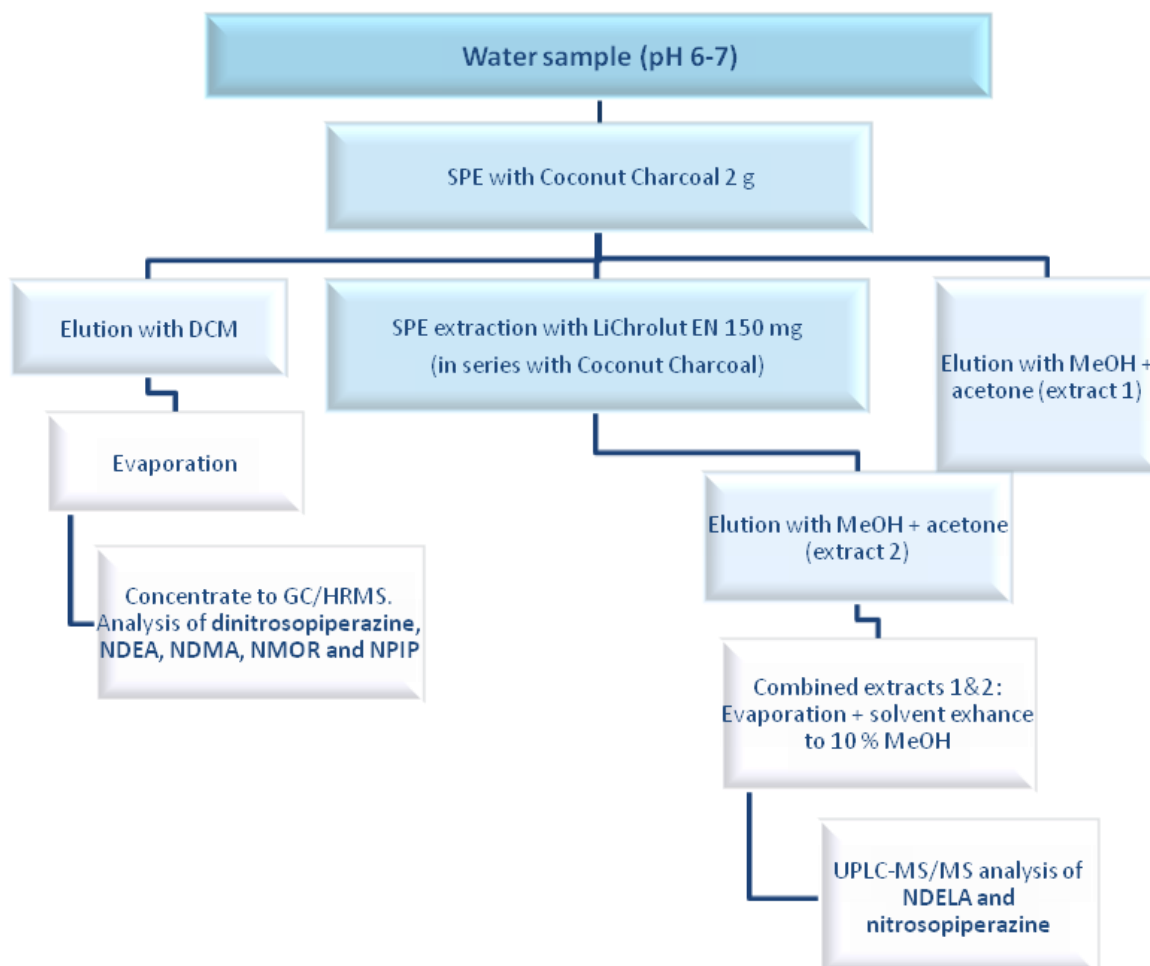 Water sample (pH 6-7)
SPE with Coconut Charcoal 2 g
Elution with DCM
SPE extraction with LiChrolut EN 150 mg
(in series with Coconut Charcoal)
Elution with MeOH +
acetone (extract 1)
Evaporation
Elution with MeOH + acetone
(extract 2)
Concentrate to GC/HRMS.
Analysis of dinitrosopiperazine,
NDEA, NDMA, NMOR and NPIP
Combined extracts 1&2:
Evaporation + solvent exhance
to 10 % MeOH
UPLC-MS/MS analysis of
NDELA and
nitrosopiperazine